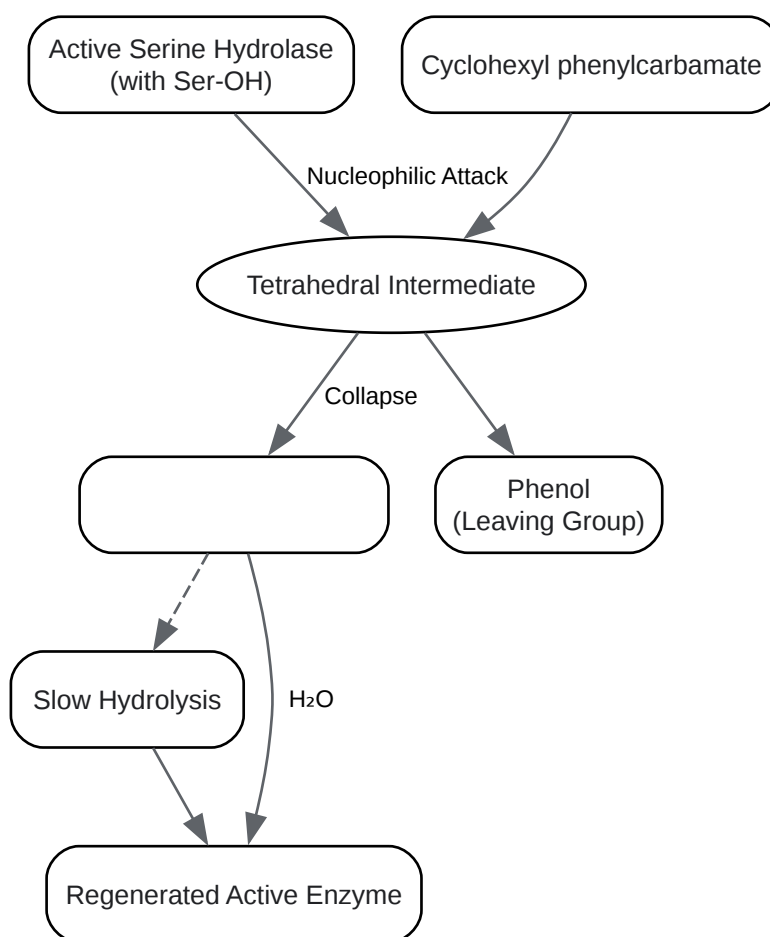 Active Serine Hydrolase
(with Ser-OH)
Cyclohexyl phenylcarbamate
Nucleophilic Attack
Tetrahedral Intermediate
Collapse
Phenol
(Leaving Group)
Slow Hydrolysis
H₂O
Regenerated Active Enzyme